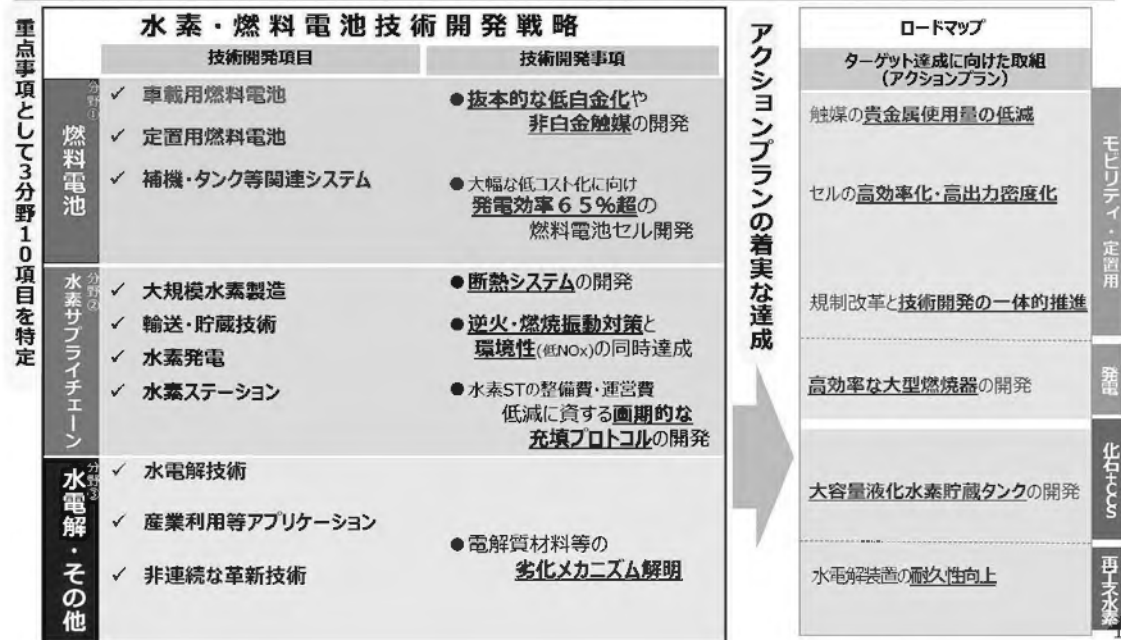 重点事項として3分野10項目を特定
水素・燃料電池技術開発戦略
技術開発項目
技術開発事項
分野①
燃料電池
✓ 車載用燃料電池
✓ 定置用燃料電池
✓ 補機・タンク等関連システム
●抜本的な低白金化や
非白金触媒の開発
●大幅な低コスト化に向け
発電効率65%超の
燃料電池セル開発
分野②
水素サプライチェーン
✓ 大規模水素製造
✓ 輸送・貯蔵技術
✓ 水素発電
✓ 水素ステーション
●断熱システムの開発
●逆火・燃焼振動対策と
環境性(低NOx)の同時達成
●水素STの整備費・運営費
低減に資する画期的な
充填プロトコルの開発
分野③
水電解・その他
✓ 水電解技術
✓ 産業利用等アプリケーション
✓ 非連続な革新技術
●電解質材料等の
劣化メカニズム解明
アクションプランの着実な達成
ロードマップ
ターゲット達成に向けた取組
(アクションプラン)
触媒の貴金属使用量の低減
セルの高効率化・高出力密度化
規制改革と技術開発の一体的推進
モビリティ・定置用
高効率な大型燃焼器の開発
発電
大容量液化水素貯蔵タンクの開発
化石+CCS
水電解装置の耐久性向上
再エネ水素
1